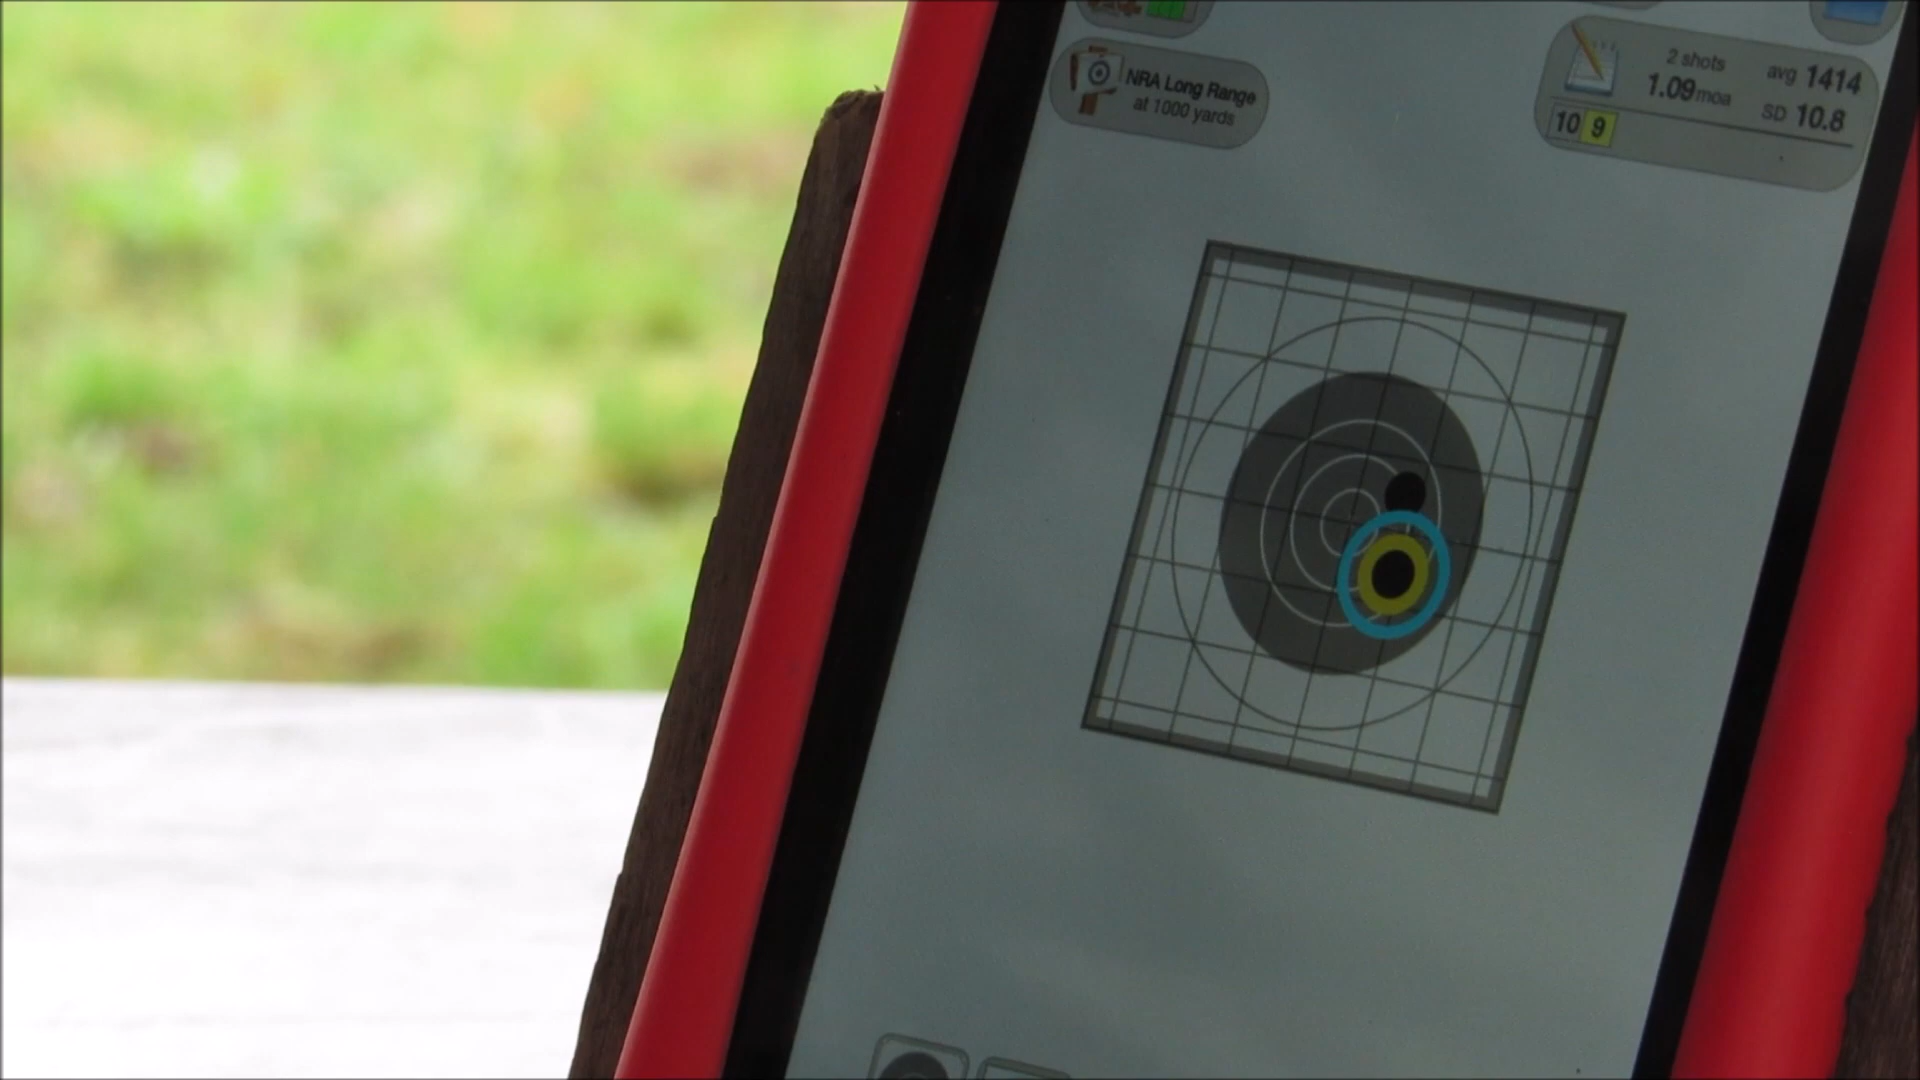 NRA Long Range
at 1000 yards
2 shots
1.09moa
avg 1414
SD 10.8
10 9